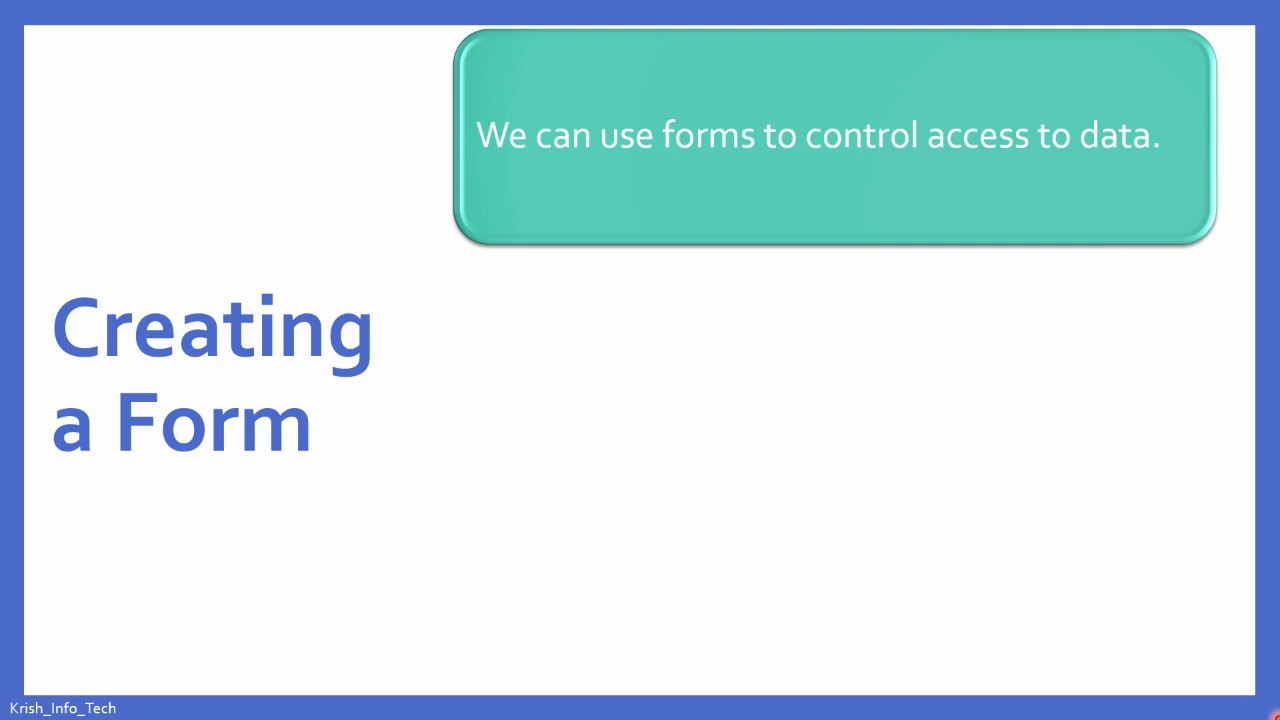 We can use forms to control access to data.
Creating
a Form
Krish_Info_Tech